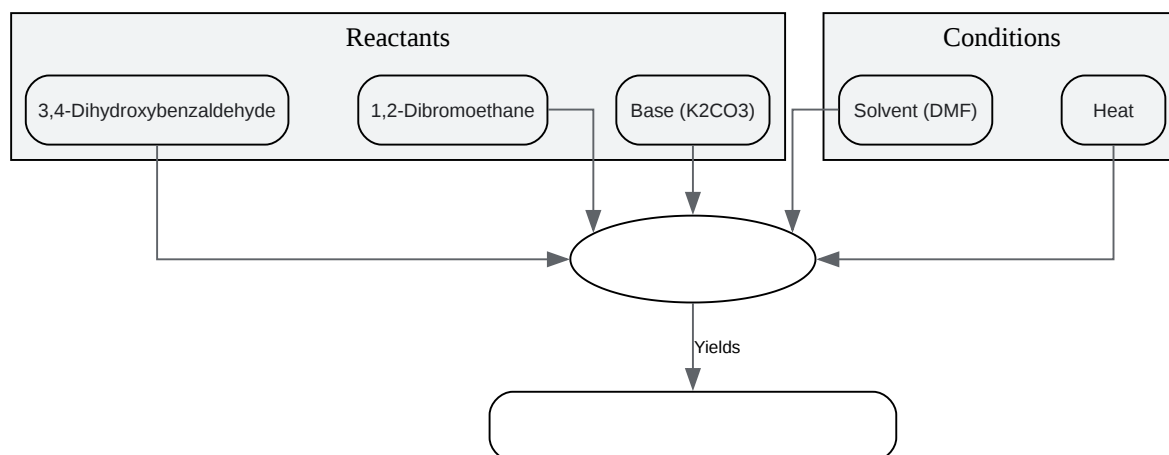 Reactants
Conditions
3,4-Dihydroxybenzaldehyde
1,2-Dibromoethane
Base (K2CO3)
Solvent (DMF)
Heat
Yields